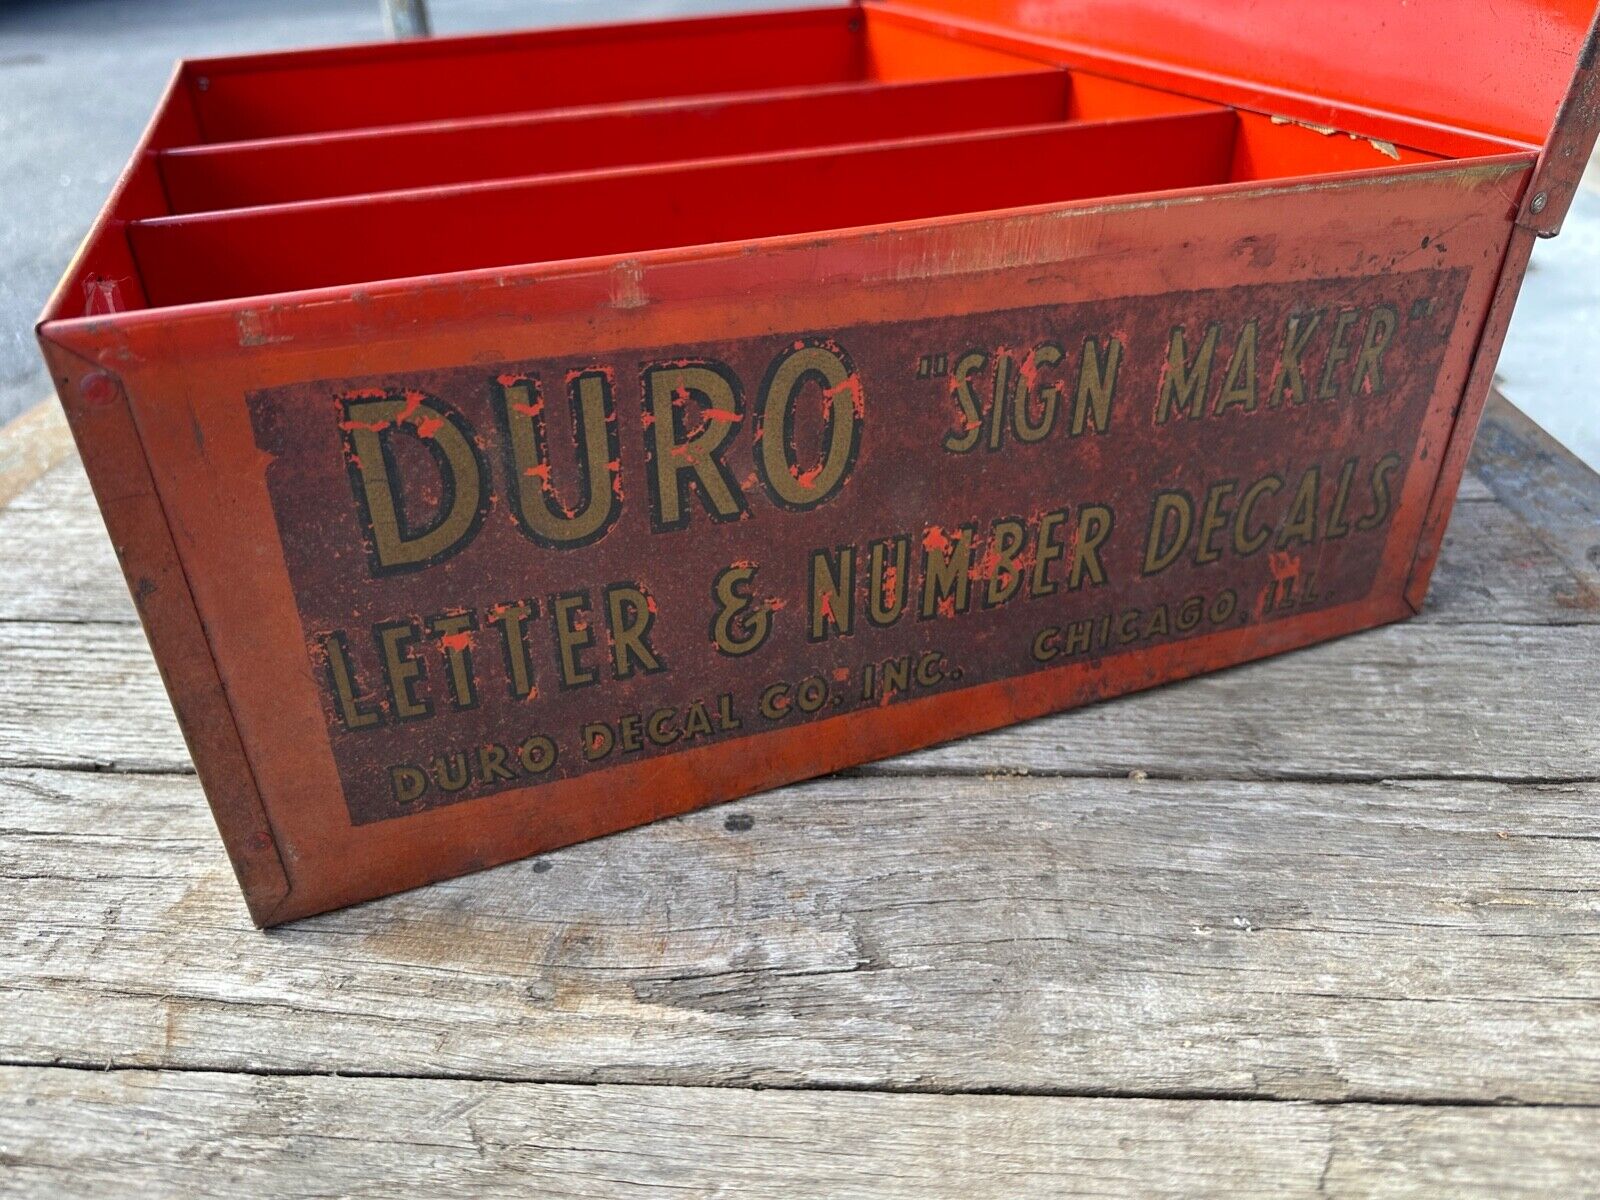 DURO "SIGN MAKER"
LETTER & NUMBER DECALS
DURO DECAL CO. INC. CHICAGO, ILL.